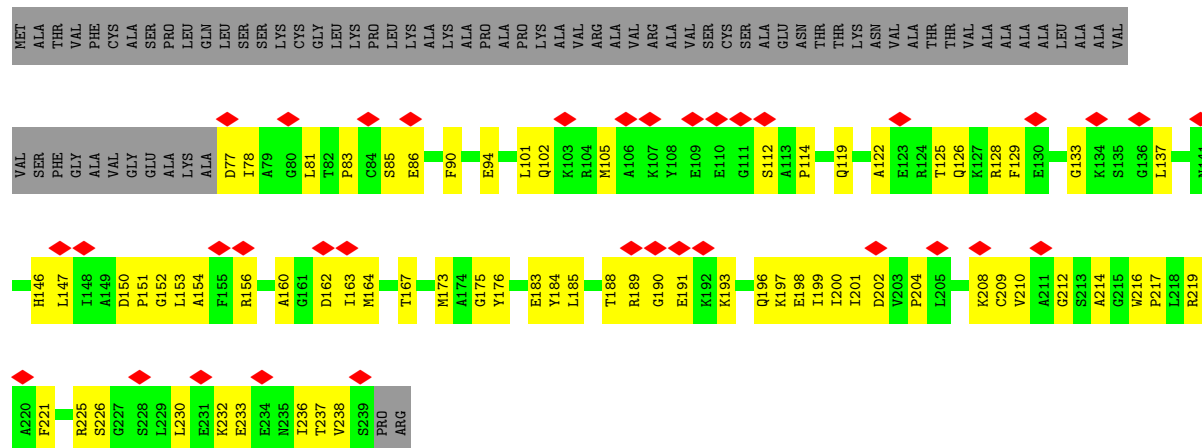 MET ALA THR VAL PHE CYS ALA SER PRO LEU GLN LEU SER SER LYS CYS GLY LEU LYS PRO LEU LYS ALA LYS ALA PRO ALA PRO LYS ALA VAL ARG ALA VAL ARG ALA VAL SER CYS SER ALA GLU ASN THR THR LYS ASN VAL ALA THR THR VAL ALA ALA ALA ALA LEU ALA ALA VAL
VAL SER PHE GLY ALA VAL GLY GLU ALA LYS ALA D77 I78 A79 G80 L81 T82 P83 C84 S85 E86 F90 E94 L101 Q102 K103 R104 M105 A106 K107 Y108 E109 E110 G111 S112 A113 P114 Q119 A122 E123 R124 T125 Q126 K127 R128 F129 E130 G133 K134 S135 G136 L137
H146 L147 I148 A149 D150 P151 G152 L153 A154 F155 R156 A160 G161 D162 I163 M164 T167 M173 A174 G175 Y176 E183 Y184 L185 T188 R189 G190 E191 K192 K193 Q196 K197 E198 I199 I200 I201 D202 V203 P204 L205 K208 C209 V210 A211 G212 S213 A214 G215 W216 P217 L218 R219
A220 F221 R225 S226 G227 S228 L229 L230 E231 K232 E233 E234 N235 I236 T237 V238 S239 PRO ARG